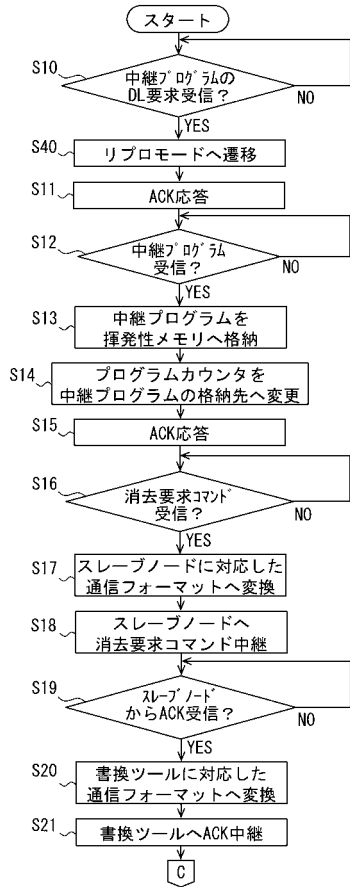 スタート
S10
中継プログラムの
DL要求受信？
NO
YES
S40
リプロモードへ遷移
S11
ACK応答
S12
中継プログラム
受信？
NO
YES
S13
中継プログラムを
揮発性メモリへ格納
S14
プログラムカウンタを
中継プログラムの格納先へ変更
S15
ACK応答
S16
消去要求コマンド
受信？
NO
YES
S17
スレーブノードに対応した
通信フォーマットへ変換
S18
スレーブノードへ
消去要求コマンド中継
S19
スレーブノード
からACK受信？
NO
YES
S20
書換ツールに対応した
通信フォーマットへ変換
S21
書換ツールへACK中継
C